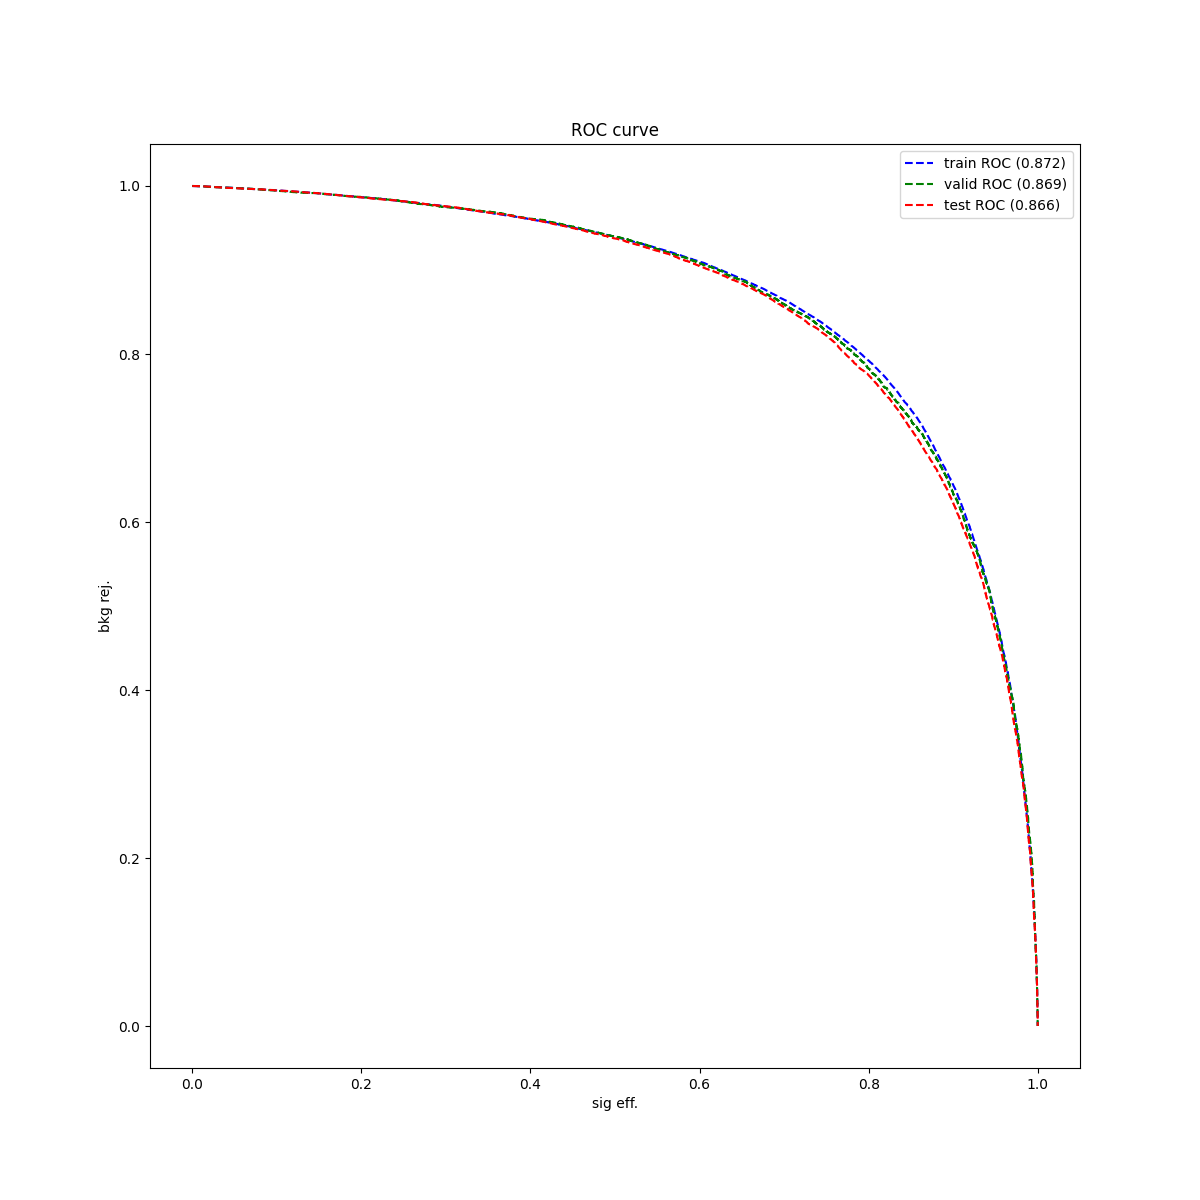 ROC curve
train ROC (0.872)
valid ROC (0.869)
test ROC (0.866)
1.0
0.8
0.6
0.4
0.2
0.0
bkg rej.
0.0 0.2 0.4 0.6 0.8 1.0
sig eff.